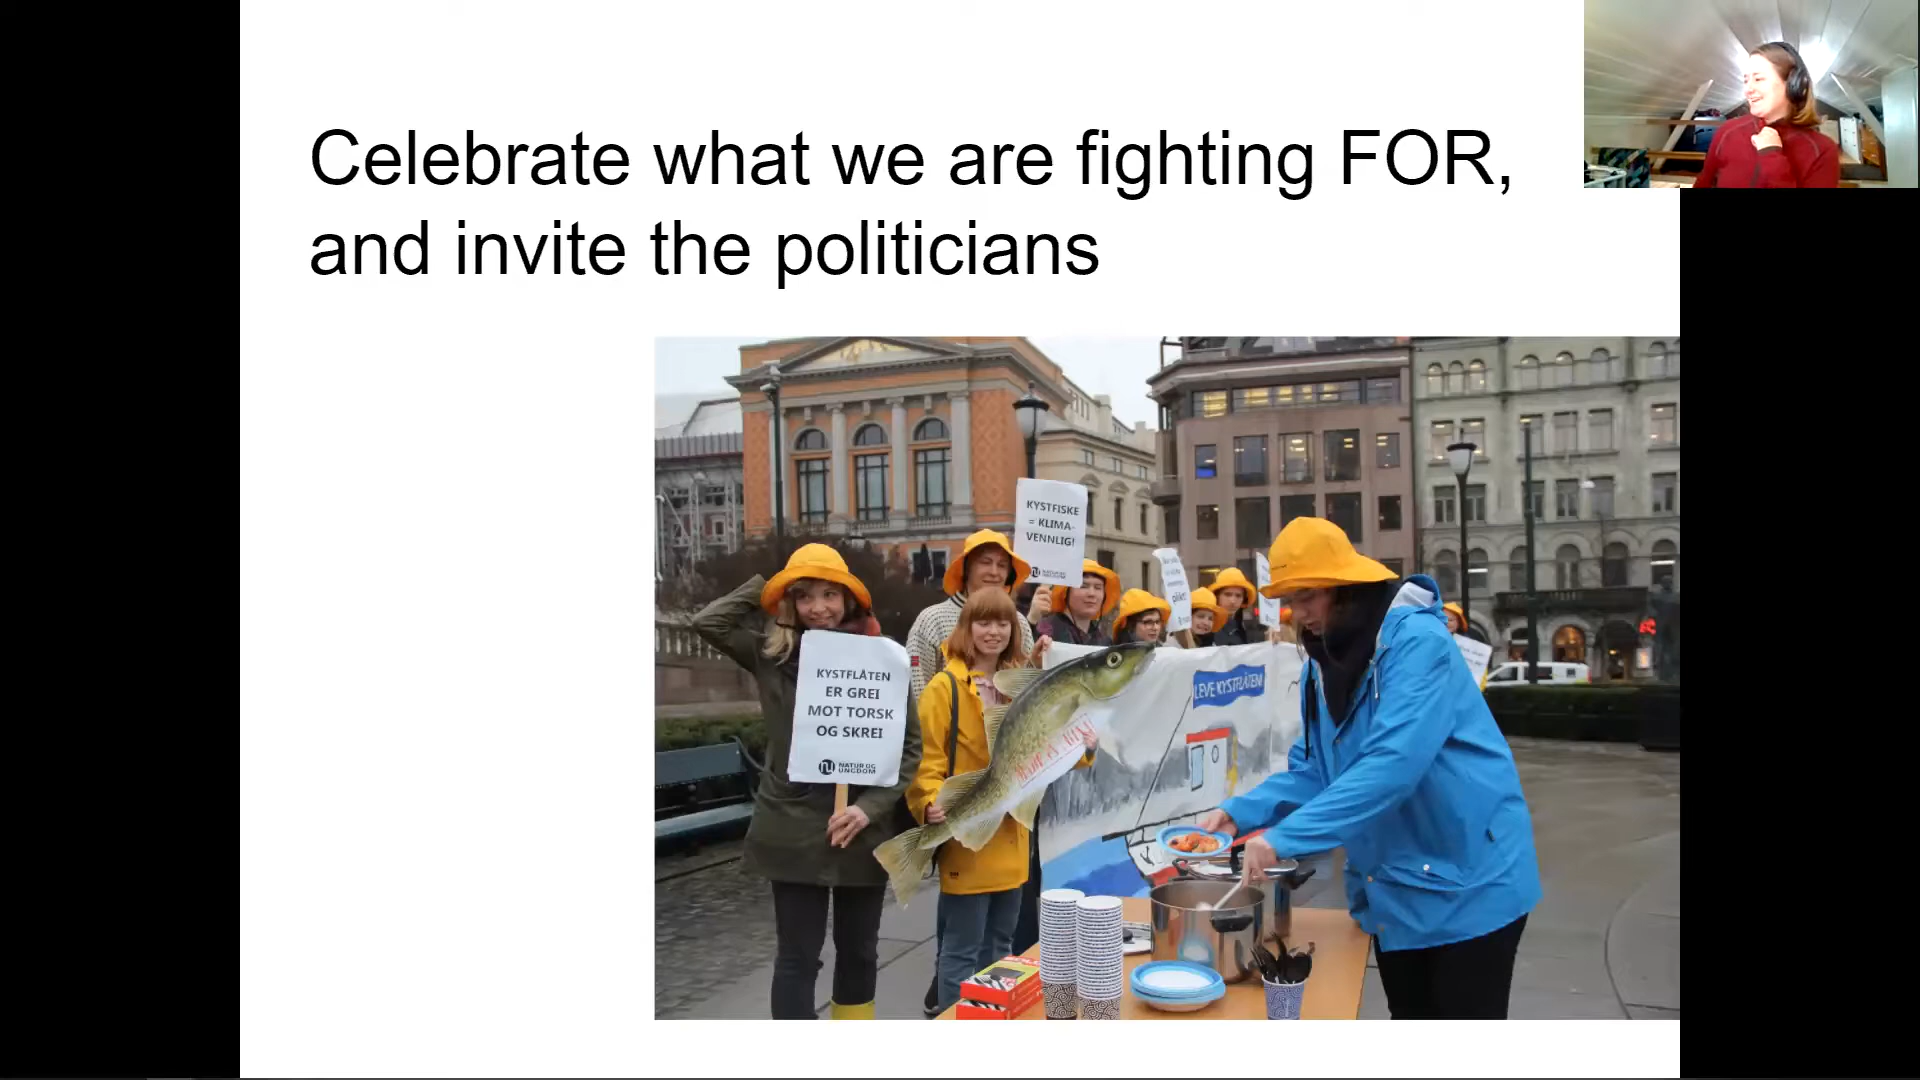 Celebrate what we are fighting FOR,
and invite the politicians
KYSTFISKE
= KLIMA-
VENNLIG!
KYSTFLÅTEN
ER GREI
MOT TORSK
OG SKREI
NATUR OG
UNGDOM
LEVE KYSTFLÅTEN!